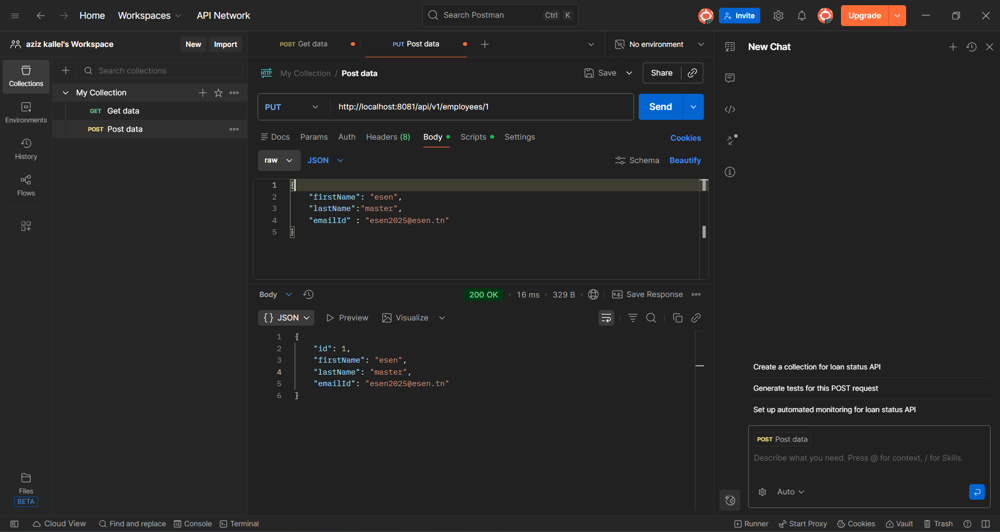 Home Workspaces API Network Search Postman Ctrl K Invite Upgrade
aziz kallel's Workspace New Import
POST Get data PUT Post data No environment New Chat
Search collections
Collections
HTTP My Collection / Post data Save Share
My Collection
GET Get data
POST Post data
Environments
History
Flows
PUT http://localhost:8081/api/v1/employees/1 Send
Docs Params Auth Headers (8) Body Scripts Settings Cookies
raw JSON Schema Beautify
1 {
2 "firstName": "esen",
3 "lastName":"master",
4 "emailId" : "esen2025@esen.tn"
5 }
Body 200 OK 16 ms 329 B e.g. Save Response
{} JSON Preview Visualize
1 {
2 "id": 1,
3 "firstName": "esen",
4 "lastName": "master",
5 "emailId": "esen2025@esen.tn"
6 }
Create a collection for loan status API
Generate tests for this POST request
Set up automated monitoring for loan status API
POST Post data
Describe what you need. Press @ for context, / for Skills.
Auto
Files
BETA
Cloud View Find and replace Console Terminal Runner Start Proxy Cookies Vault Trash